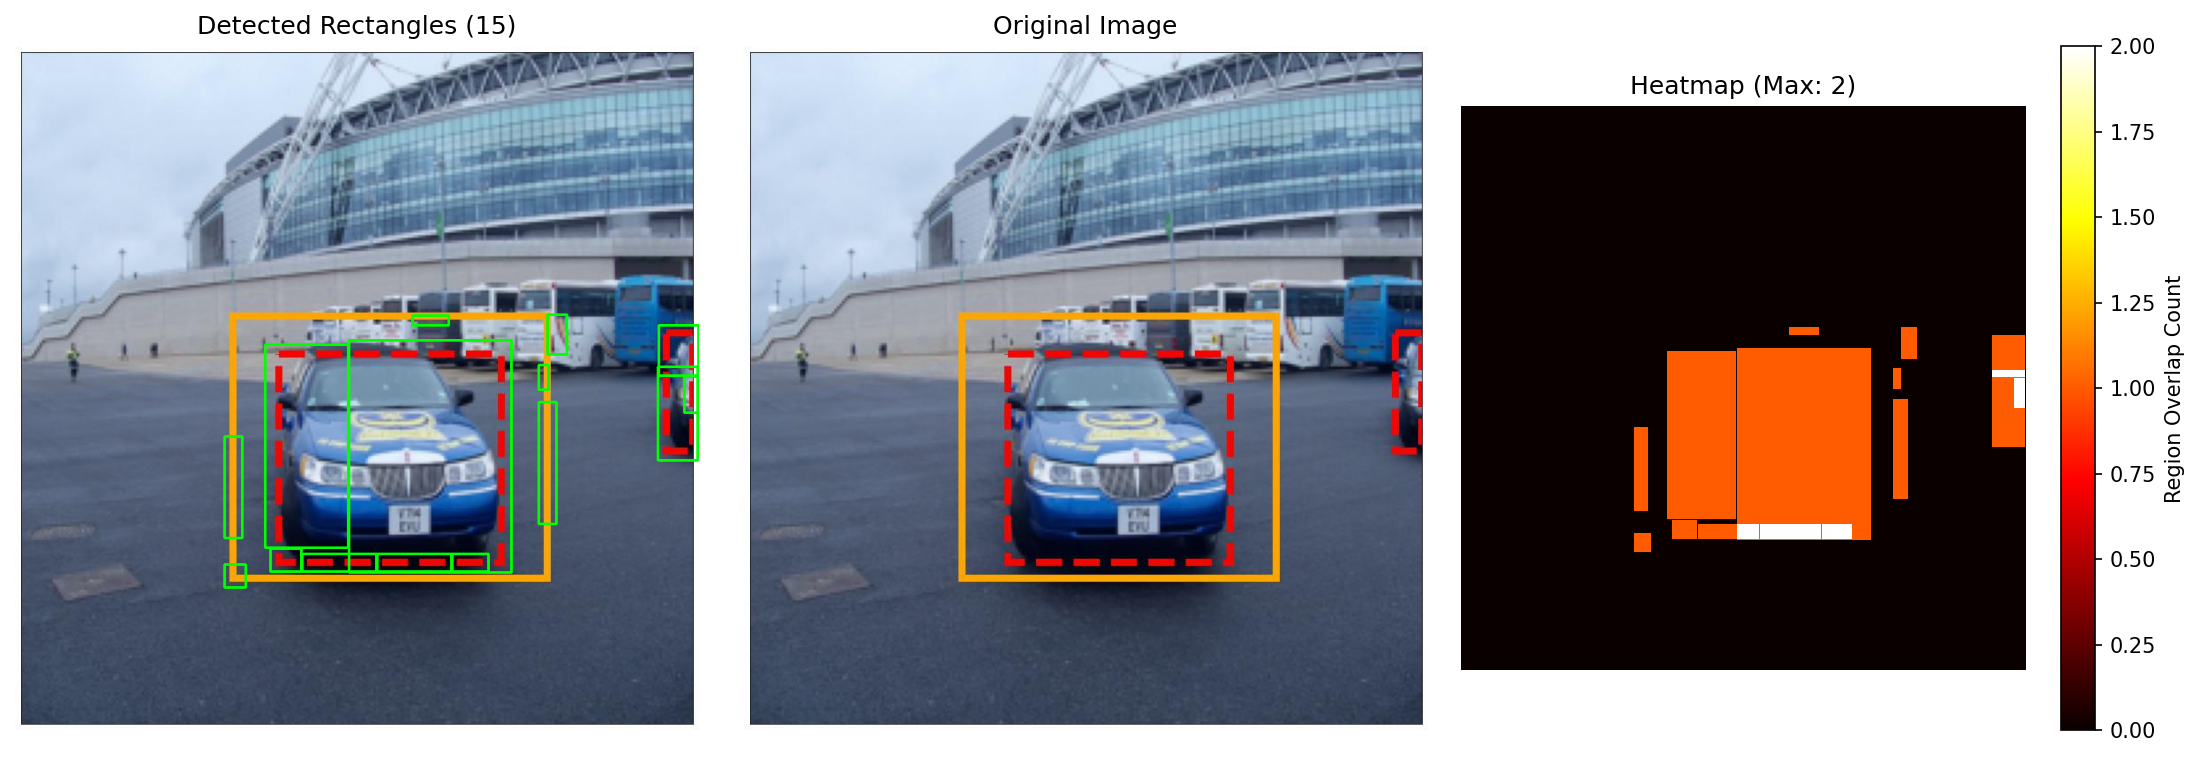 Detected Rectangles (15)
Original Image
Heatmap (Max: 2)
2.00
1.75
1.50
1.25
1.00
0.75
0.50
0.25
0.00
Region Overlap Count
EVU